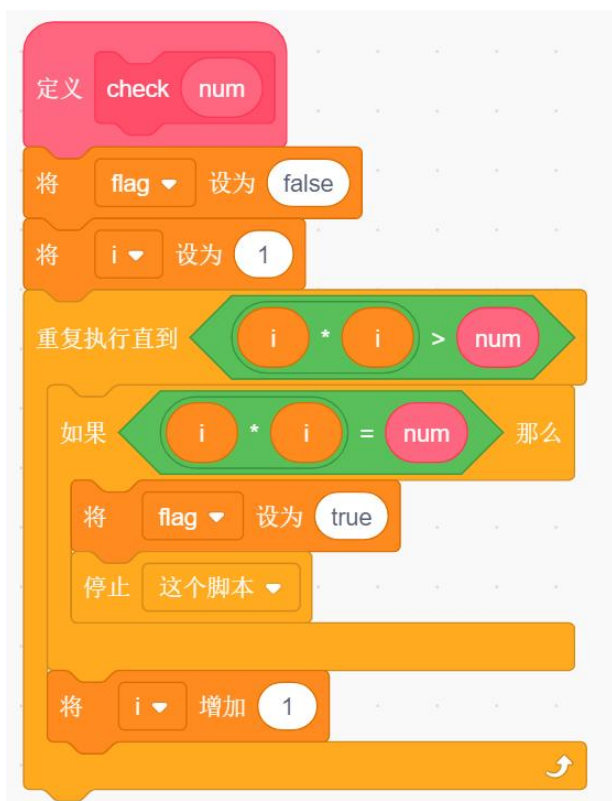 定义 check num
将 flag 设为 false
将 i 设为 1
重复执行直到 i * i > num
如果 i * i = num 那么
将 flag 设为 true
停止 这个脚本
将 i 增加 1